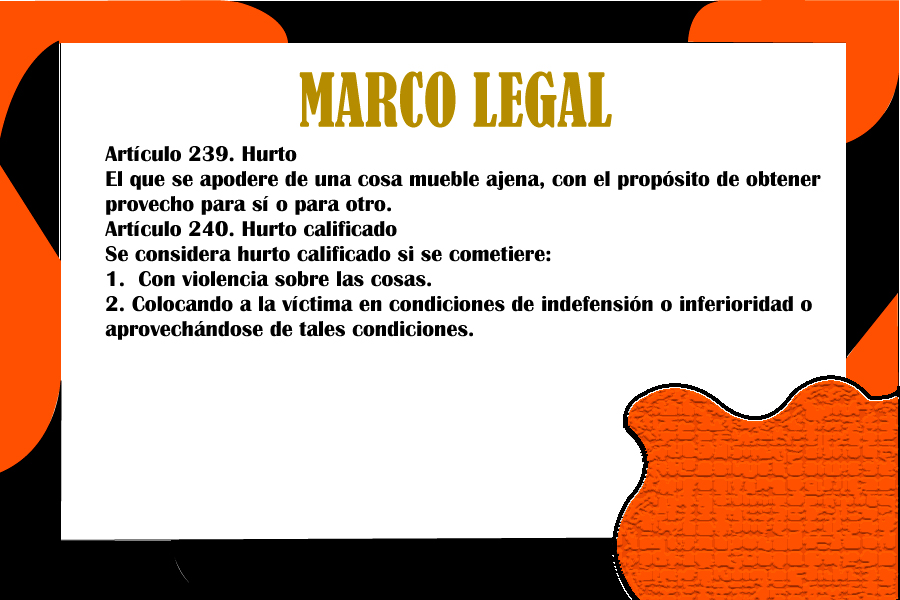 MARCO LEGAL
Artículo 239. Hurto
El que se apodere de una cosa mueble ajena, con el propósito de obtener
provecho para sí o para otro.
Artículo 240. Hurto calificado
Se considera hurto calificado si se cometiere:
1.  Con violencia sobre las cosas.
2. Colocando a la víctima en condiciones de indefensión o inferioridad o
aprovechándose de tales condiciones.